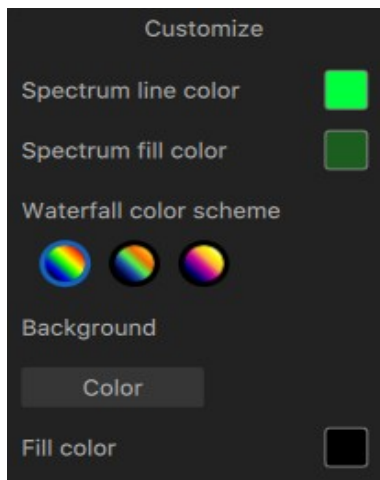 Customize
Spectrum line color
Spectrum fill color
Waterfall color scheme
Background
Color
Fill color